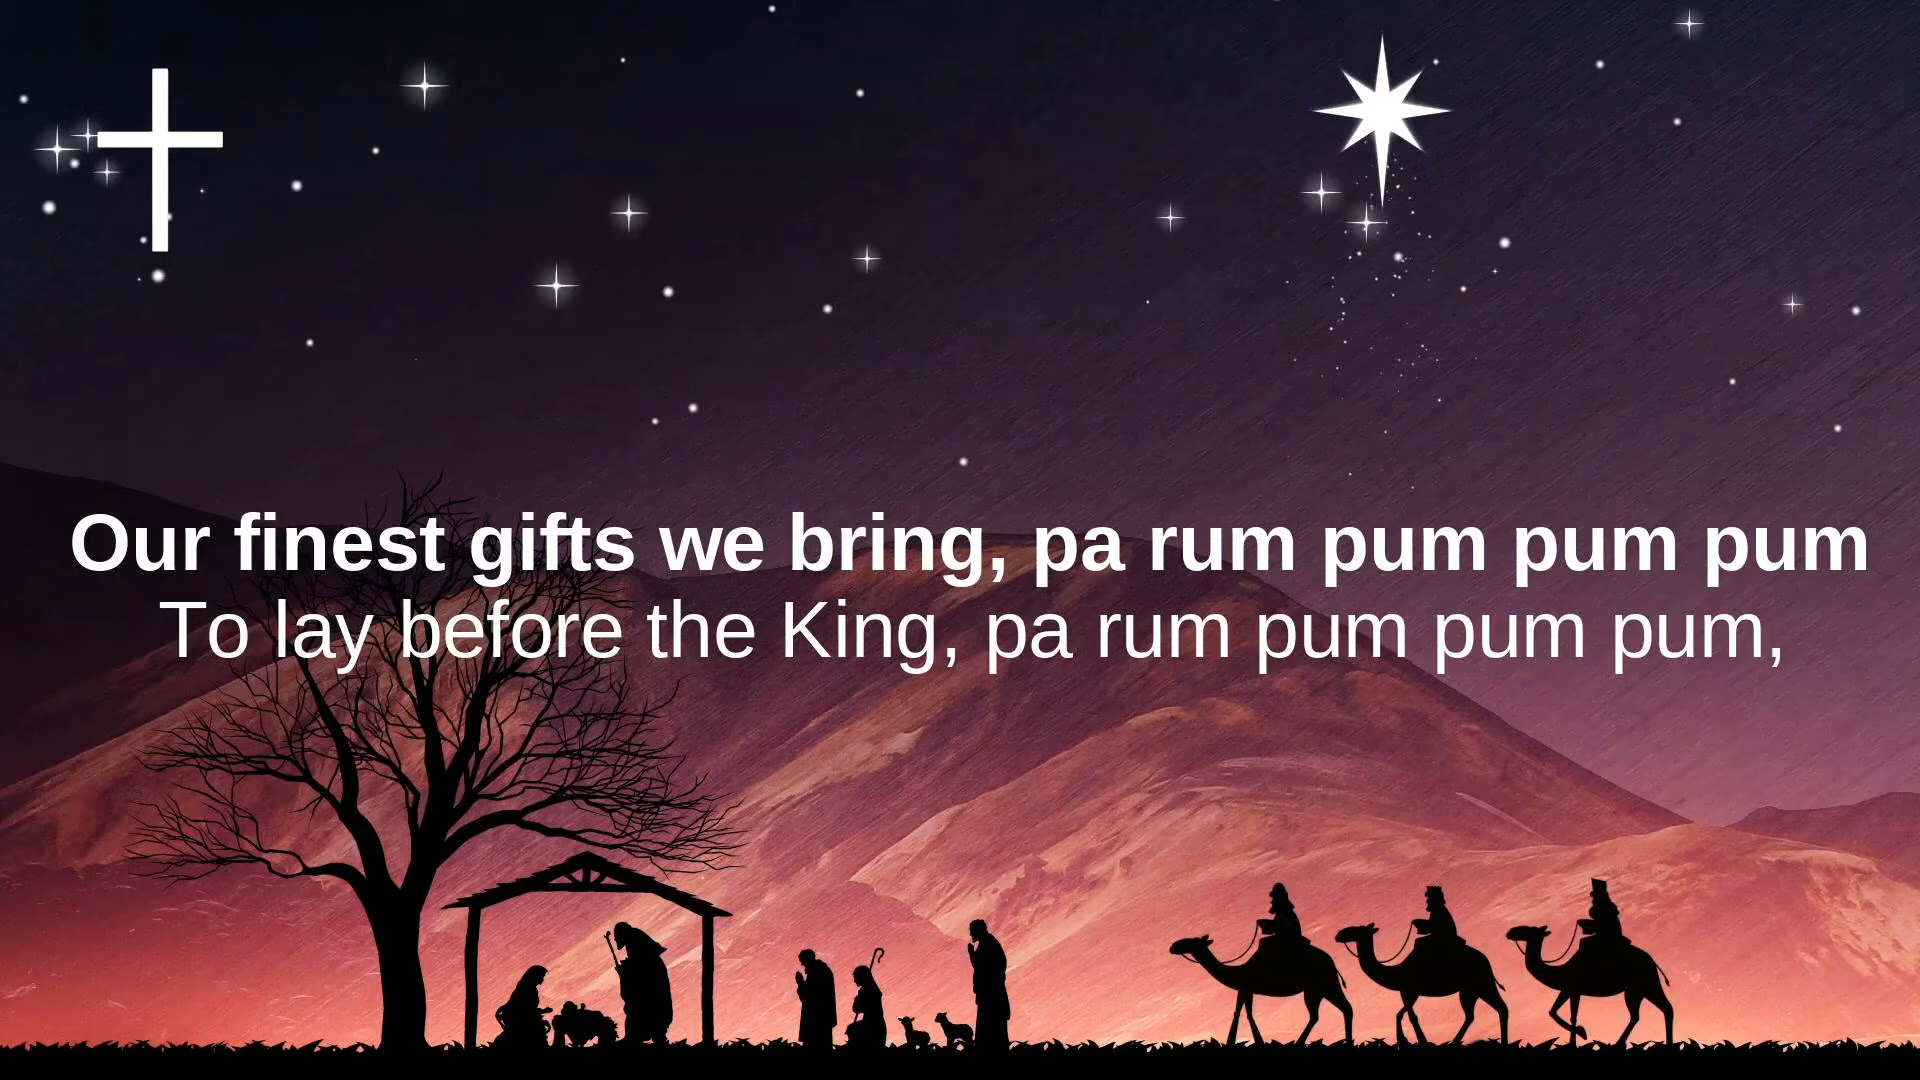 Our finest gifts we bring, pa rum pum pum pum
To lay before the King, pa rum pum pum pum,